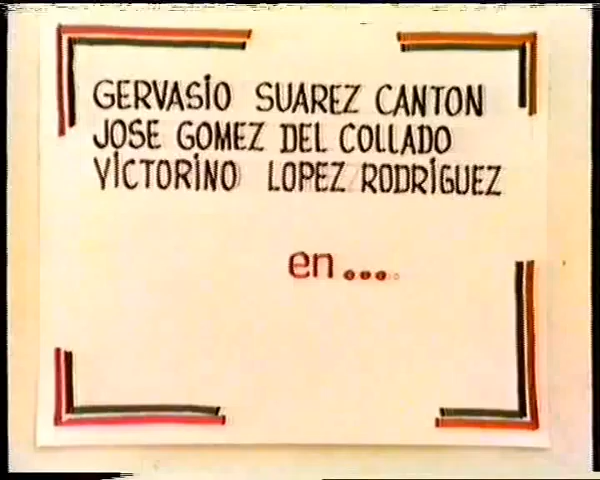 GERVASIO SUAREZ CANTON
JOSE GOMEZ DEL COLLADO
VICTORINO LOPEZ RODRIGUEZ
en....